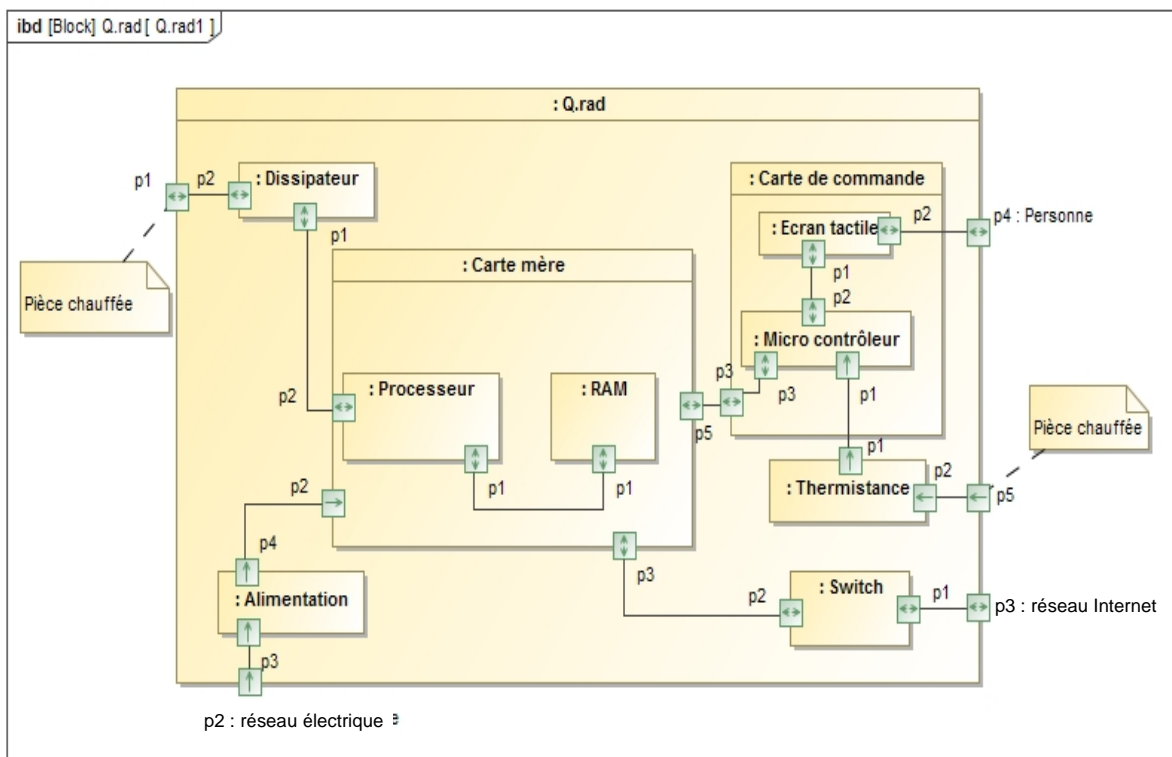 ibd [Block] Q.rad [ Q.rad1 ]
: Q.rad
p1
p2
: Dissipateur
p1
Pièce chauffée
: Carte de commande
: Ecran tactile
p2
p4 : Personne
p1
p2
: Micro contrôleur
p3
p3
p1
: Carte mère
: Processeur
: RAM
p2
p5
p1
p1
p2
p3
Pièce chauffée
p1
: Thermistance
p2
p5
p4
: Alimentation
p3
p2 : réseau électrique
: Switch
p2
p1
p3 : réseau Internet